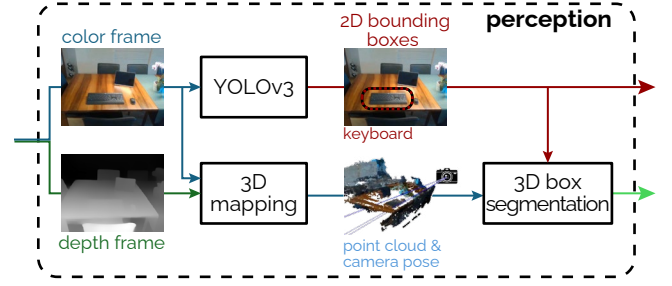 perception
color frame
YOLOv3
2D bounding
boxes
keyboard
3D
mapping
3D box
segmentation
depth frame
point cloud &
camera pose